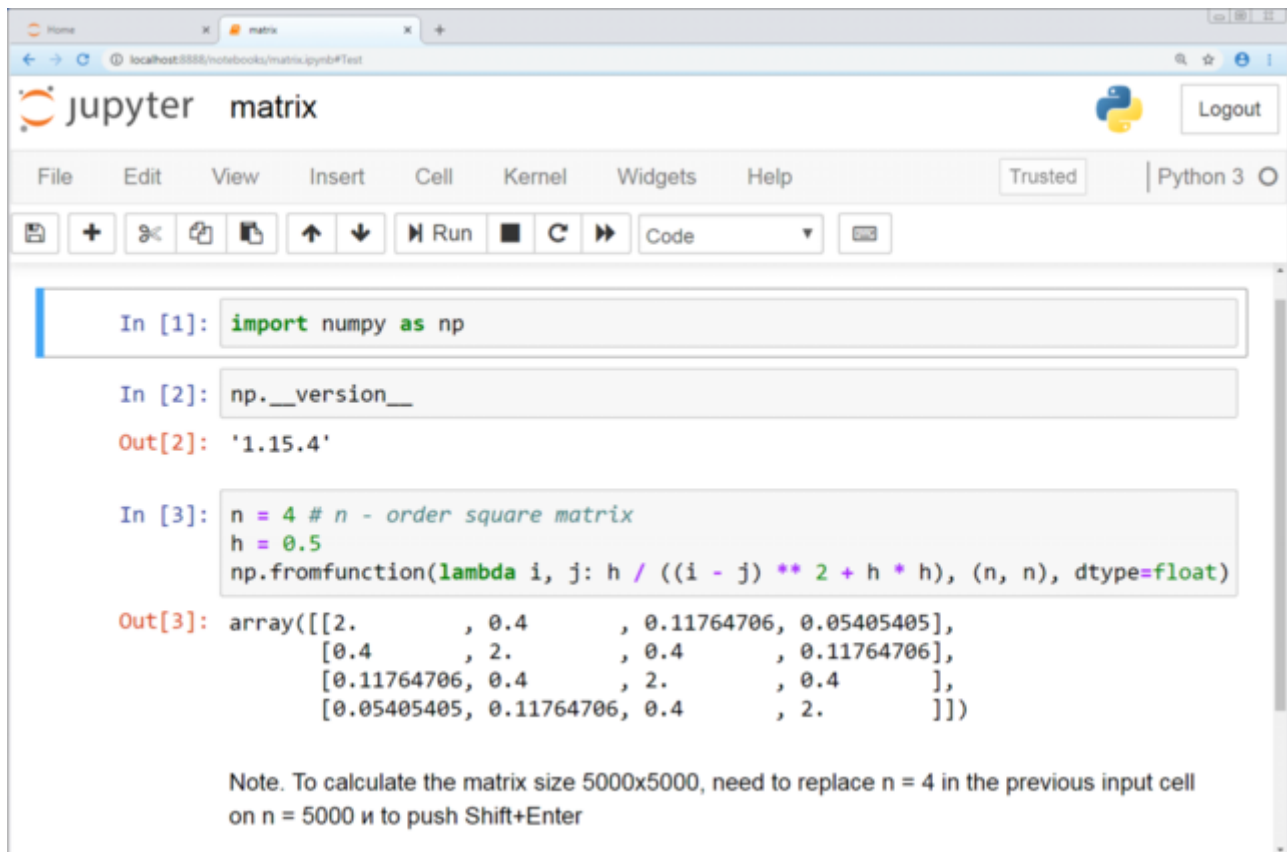 Home
matrix
localhost:8888/notebooks/matrix.ipynb#Test
jupyter matrix Logout
File Edit View Insert Cell Kernel Widgets Help Trusted Python 3
Run Code
In [1]: import numpy as np
In [2]: np.__version__
Out[2]: '1.15.4'
In [3]: n = 4 # n - order square matrix
h = 0.5
np.fromfunction(lambda i, j: h / ((i - j) ** 2 + h * h), (n, n), dtype=float)
Out[3]: array([[2. , 0.4 , 0.11764706, 0.05405405],
[0.4 , 2. , 0.4 , 0.11764706],
[0.11764706, 0.4 , 2. , 0.4 ],
[0.05405405, 0.11764706, 0.4 , 2. ]])
Note. To calculate the matrix size 5000x5000, need to replace n = 4 in the previous input cell
on n = 5000 и to push Shift+Enter